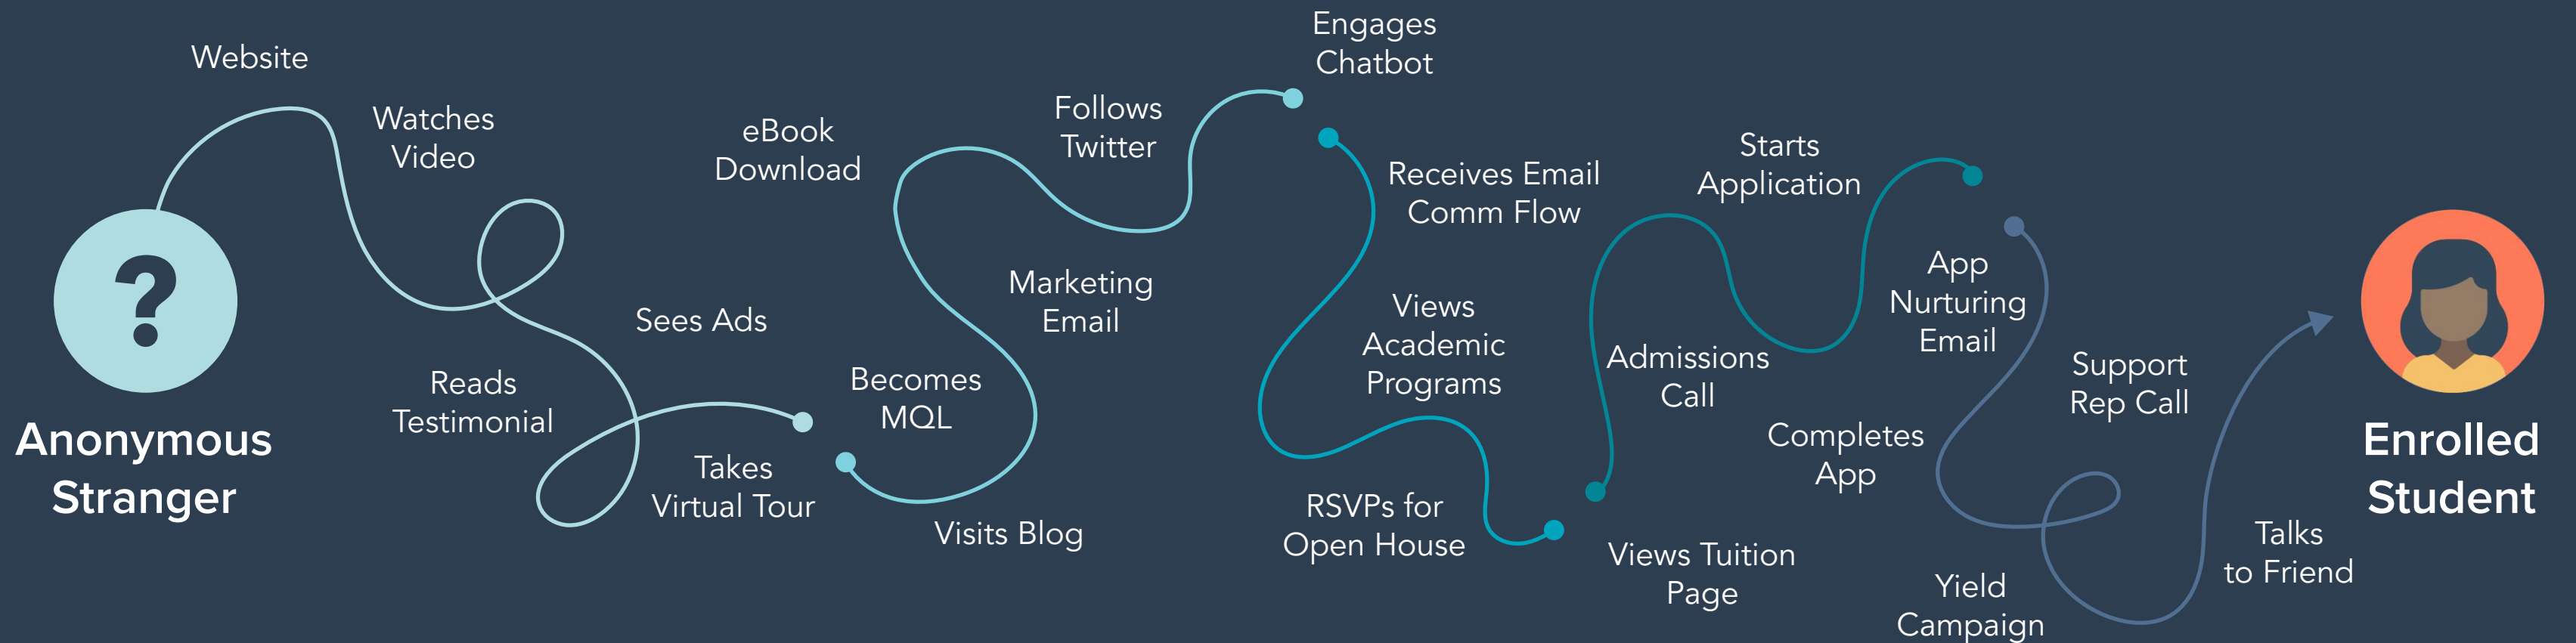 Website
Watches
Video
Anonymous
Stranger
Reads
Testimonial
Sees Ads
Takes
Virtual Tour
eBook
Download
Becomes
MQL
Visits Blog
Marketing
Email
Follows
Twitter
Engages
Chatbot
Receives Email
Comm Flow
Views
Academic
Programs
RSVPs for
Open House
Views Tuition
Page
Admissions
Call
Starts
Application
App
Nurturing
Email
Completes
App
Yield
Campaign
Support
Rep Call
Talks
to Friend
Enrolled
Student